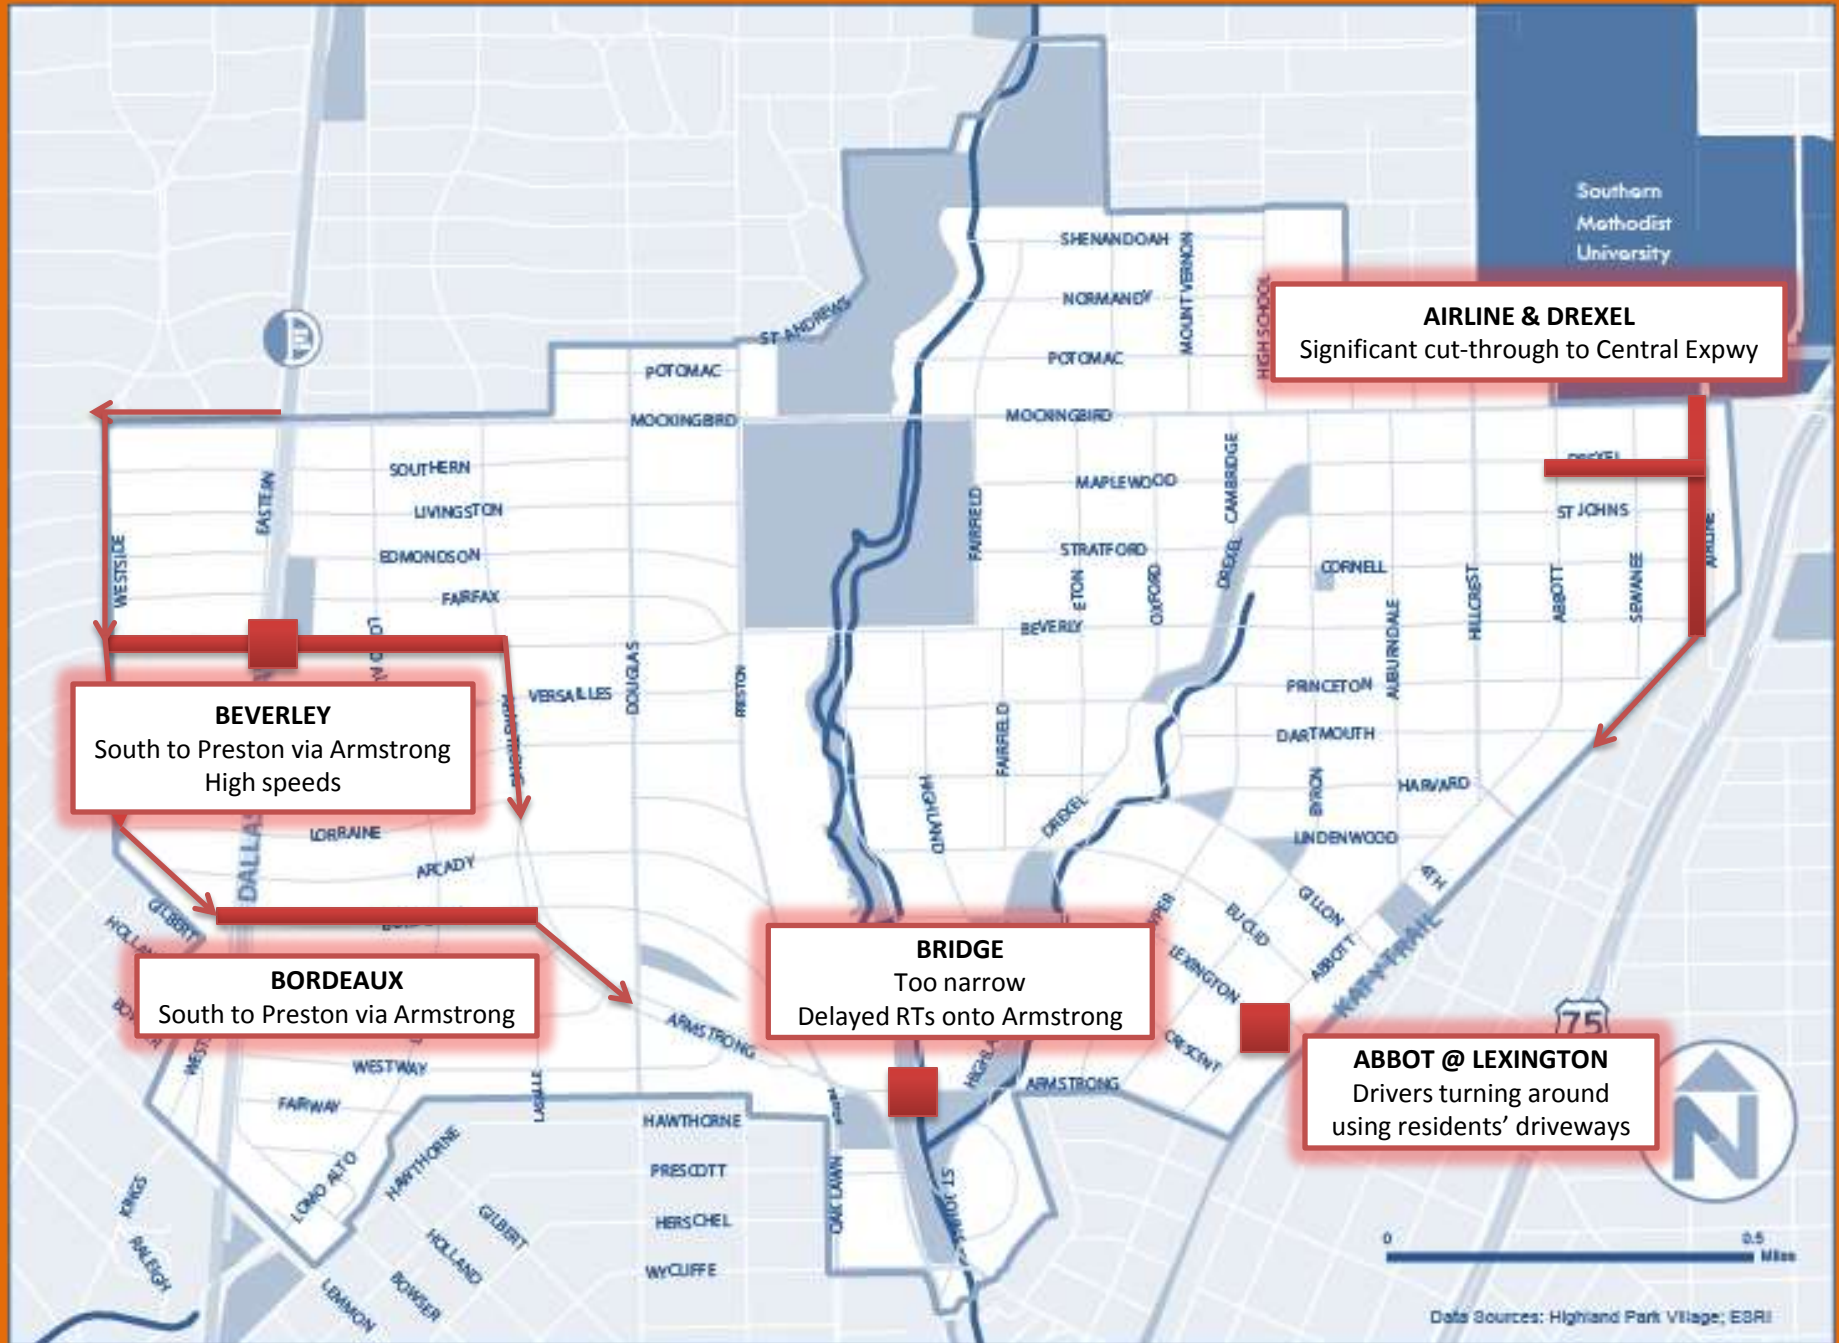 Southern
Methodist
University
SHENANDOAH
NORMANDY
POTOMAC
MOUNT VERNON
HIGH SCHOOL
AIRLINE & DREXEL
Significant cut-through to Central Expwy
ST ANDREWS
POTOMAC
MOCKINGBIRD
MOCKINGBIRD
SOUTHERN
LIVINGSTON
EDMONDSON
FAIRFAX
EASTERN
WESTSIDE
FAIRFIELD
MAPLEWOOD
STRATFORD
ETON
OXFORD
CAMBRIDGE
DREXEL
BEVERLY
DREXEL
ST JOHNS
AIRLINE
CORNELL
AUBURNDALE
HILLCREST
ABBOTT
SEWANEE
PRINCETON
DARTMOUTH
BYRON
HARVARD
LINDENWOOD
VERSAILLES
DOUGLAS
PRESTON
ENGLEWOOD
BEVERLEY
South to Preston via Armstrong
High speeds
DALLAS
LORRAINE
ARCADY
HIGHLAND
FAIRFIELD
DREXEL
4TH
GILLON
EUCLID
ABBOTT
LEXINGTON
CRESCENT
KATY TRAIL
GILBERT
BORDEAUX
South to Preston via Armstrong
BRIDGE
Too narrow
Delayed RTs onto Armstrong
ARMSTRONG
ARMSTRONG
75
ABBOT @ LEXINGTON
Drivers turning around
using residents’ driveways
N
WESTWAY
FAIRWAY
LASALLE
HAWTHORNE
PRESCOTT
HERSCHEL
WYCLIFFE
OAK LAWN
LOMO ALTO
HAWTHORNE
GILBERT
HOLLAND
BOWSER
LEMMON
KINGS
RALEIGH
0 0.5
Miles
Data Sources: Highland Park Village; ESRI